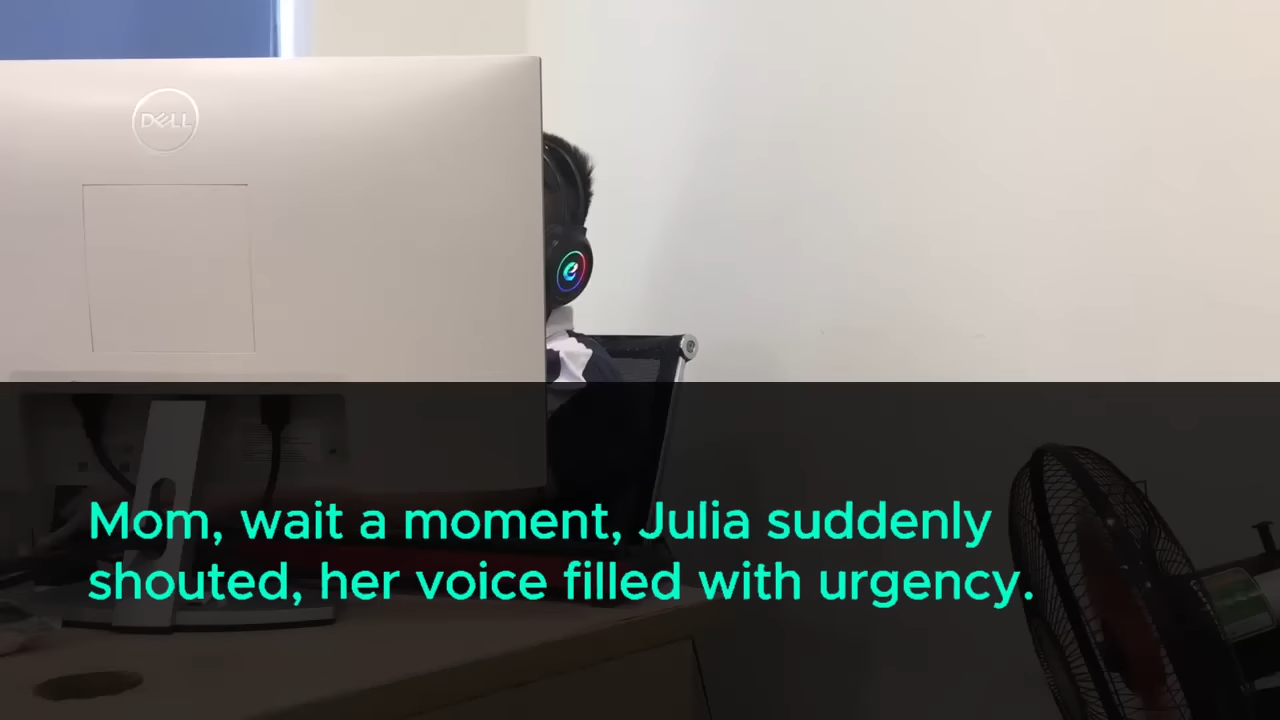 DELL
Mom, wait a moment, Julia suddenly
shouted, her voice filled with urgency.